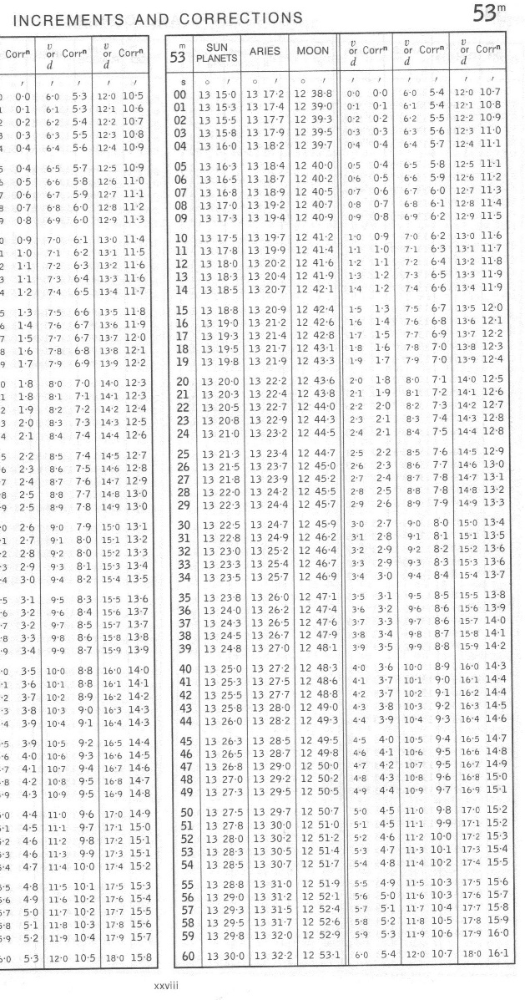 INCREMENTS AND CORRECTIONS 53ᵐ
Corrⁿ v or d Corrⁿ v or d Corrⁿ m 53 SUN PLANETS ARIES MOON v or d Corrⁿ v or d Corrⁿ v or d Corrⁿ
′ ′ ′ ′ ′ s ° ′ ° ′ ° ′ ′ ′ ′ ′ ′ ′
0 0·0 6·0 5·3 12·0 10·5 00 13 15·0 13 17·2 12 38·8 0·0 0·0 6·0 5·4 12·0 10·7
1 0·1 6·1 5·3 12·1 10·6 01 13 15·3 13 17·4 12 39·0 0·1 0·1 6·1 5·4 12·1 10·8
2 0·2 6·2 5·4 12·2 10·7 02 13 15·5 13 17·7 12 39·3 0·2 0·2 6·2 5·5 12·2 10·9
3 0·3 6·3 5·5 12·3 10·8 03 13 15·8 13 17·9 12 39·5 0·3 0·3 6·3 5·6 12·3 11·0
4 0·4 6·4 5·6 12·4 10·9 04 13 16·0 13 18·2 12 39·7 0·4 0·4 6·4 5·7 12·4 11·1
0·4 6·5 5·7 12·5 10·9 05 13 16·3 13 18·4 12 40·0 0·5 0·4 6·5 5·8 12·5 11·1
6 0·5 6·6 5·8 12·6 11·0 06 13 16·5 13 18·7 12 40·2 0·6 0·5 6·6 5·9 12·6 11·2
7 0·6 6·7 5·9 12·7 11·1 07 13 16·8 13 18·9 12 40·5 0·7 0·6 6·7 6·0 12·7 11·3
8 0·7 6·8 6·0 12·8 11·2 08 13 17·0 13 19·2 12 40·7 0·8 0·7 6·8 6·1 12·8 11·4
9 0·8 6·9 6·0 12·9 11·3 09 13 17·3 13 19·4 12 40·9 0·9 0·8 6·9 6·2 12·9 11·5
0 0·9 7·0 6·1 13·0 11·4 10 13 17·5 13 19·7 12 41·2 1·0 0·9 7·0 6·2 13·0 11·6
1 1·0 7·1 6·2 13·1 11·5 11 13 17·8 13 19·9 12 41·4 1·1 1·0 7·1 6·3 13·1 11·7
2 1·1 7·2 6·3 13·2 11·6 12 13 18·0 13 20·2 12 41·6 1·2 1·1 7·2 6·4 13·2 11·8
3 1·1 7·3 6·4 13·3 11·6 13 13 18·3 13 20·4 12 41·9 1·3 1·2 7·3 6·5 13·3 11·9
4 1·2 7·4 6·5 13·4 11·7 14 13 18·5 13 20·7 12 42·1 1·4 1·2 7·4 6·6 13·4 11·9
5 1·3 7·5 6·6 13·5 11·8 15 13 18·8 13 20·9 12 42·4 1·5 1·3 7·5 6·7 13·5 12·0
6 1·4 7·6 6·7 13·6 11·9 16 13 19·0 13 21·2 12 42·6 1·6 1·4 7·6 6·8 13·6 12·1
7 1·5 7·7 6·7 13·7 12·0 17 13 19·3 13 21·4 12 42·8 1·7 1·5 7·7 6·9 13·7 12·2
8 1·6 7·8 6·8 13·8 12·1 18 13 19·5 13 21·7 12 43·1 1·8 1·6 7·8 7·0 13·8 12·3
9 1·7 7·9 6·9 13·9 12·2 19 13 19·8 13 21·9 12 43·3 1·9 1·7 7·9 7·0 13·9 12·4
0 1·8 8·0 7·0 14·0 12·3 20 13 20·0 13 22·2 12 43·6 2·0 1·8 8·0 7·1 14·0 12·5
1 1·8 8·1 7·1 14·1 12·3 21 13 20·3 13 22·4 12 43·8 2·1 1·9 8·1 7·2 14·1 12·6
2 1·9 8·2 7·2 14·2 12·4 22 13 20·5 13 22·7 12 44·0 2·2 2·0 8·2 7·3 14·2 12·7
3 2·0 8·3 7·3 14·3 12·5 23 13 20·8 13 22·9 12 44·3 2·3 2·1 8·3 7·4 14·3 12·8
4 2·1 8·4 7·4 14·4 12·6 24 13 21·0 13 23·2 12 44·5 2·4 2·1 8·4 7·5 14·4 12·8
5 2·2 8·5 7·4 14·5 12·7 25 13 21·3 13 23·4 12 44·7 2·5 2·2 8·5 7·6 14·5 12·9
6 2·3 8·6 7·5 14·6 12·8 26 13 21·5 13 23·7 12 45·0 2·6 2·3 8·6 7·7 14·6 13·0
7 2·4 8·7 7·6 14·7 12·9 27 13 21·8 13 23·9 12 45·2 2·7 2·4 8·7 7·8 14·7 13·1
8 2·5 8·8 7·7 14·8 13·0 28 13 22·0 13 24·2 12 45·5 2·8 2·5 8·8 7·8 14·8 13·2
9 2·5 8·9 7·8 14·9 13·0 29 13 22·3 13 24·4 12 45·7 2·9 2·6 8·9 7·9 14·9 13·3
0 2·6 9·0 7·9 15·0 13·1 30 13 22·5 13 24·7 12 45·9 3·0 2·7 9·0 8·0 15·0 13·4
1 2·7 9·1 8·0 15·1 13·2 31 13 22·8 13 24·9 12 46·2 3·1 2·8 9·1 8·1 15·1 13·5
2 2·8 9·2 8·0 15·2 13·3 32 13 23·0 13 25·2 12 46·4 3·2 2·9 9·2 8·2 15·2 13·6
3 2·9 9·3 8·1 15·3 13·4 33 13 23·3 13 25·4 12 46·7 3·3 2·9 9·3 8·3 15·3 13·6
4 3·0 9·4 8·2 15·4 13·5 34 13 23·5 13 25·7 12 46·9 3·4 3·0 9·4 8·4 15·4 13·7
·5 3·1 9·5 8·3 15·5 13·6 35 13 23·8 13 26·0 12 47·1 3·5 3·1 9·5 8·5 15·5 13·8
·6 3·2 9·6 8·4 15·6 13·7 36 13 24·0 13 26·2 12 47·4 3·6 3·2 9·6 8·6 15·6 13·9
·7 3·2 9·7 8·5 15·7 13·7 37 13 24·3 13 26·5 12 47·6 3·7 3·3 9·7 8·6 15·7 14·0
·8 3·3 9·8 8·6 15·8 13·8 38 13 24·5 13 26·7 12 47·9 3·8 3·4 9·8 8·7 15·8 14·1
·9 3·4 9·9 8·7 15·9 13·9 39 13 24·8 13 27·0 12 48·1 3·9 3·5 9·9 8·8 15·9 14·2
·0 3·5 10·0 8·8 16·0 14·0 40 13 25·0 13 27·2 12 48·3 4·0 3·6 10·0 8·9 16·0 14·3
·1 3·6 10·1 8·8 16·1 14·1 41 13 25·3 13 27·5 12 48·6 4·1 3·7 10·1 9·0 16·1 14·4
·2 3·7 10·2 8·9 16·2 14·2 42 13 25·5 13 27·7 12 48·8 4·2 3·7 10·2 9·1 16·2 14·4
·3 3·8 10·3 9·0 16·3 14·3 43 13 25·8 13 28·0 12 49·0 4·3 3·8 10·3 9·2 16·3 14·5
·4 3·9 10·4 9·1 16·4 14·3 44 13 26·0 13 28·2 12 49·3 4·4 3·9 10·4 9·3 16·4 14·6
·5 3·9 10·5 9·2 16·5 14·4 45 13 26·3 13 28·5 12 49·5 4·5 4·0 10·5 9·4 16·5 14·7
·6 4·0 10·6 9·3 16·6 14·5 46 13 26·5 13 28·7 12 49·8 4·6 4·1 10·6 9·5 16·6 14·8
·7 4·1 10·7 9·4 16·7 14·6 47 13 26·8 13 29·0 12 50·0 4·7 4·2 10·7 9·5 16·7 14·9
·8 4·2 10·8 9·5 16·8 14·7 48 13 27·0 13 29·2 12 50·2 4·8 4·3 10·8 9·6 16·8 15·0
·9 4·3 10·9 9·5 16·9 14·8 49 13 27·3 13 29·5 12 50·5 4·9 4·4 10·9 9·7 16·9 15·1
·0 4·4 11·0 9·6 17·0 14·9 50 13 27·5 13 29·7 12 50·7 5·0 4·5 11·0 9·8 17·0 15·2
·1 4·5 11·1 9·7 17·1 15·0 51 13 27·8 13 30·0 12 51·0 5·1 4·5 11·1 9·9 17·1 15·2
·2 4·6 11·2 9·8 17·2 15·1 52 13 28·0 13 30·2 12 51·2 5·2 4·6 11·2 10·0 17·2 15·3
·3 4·6 11·3 9·9 17·3 15·1 53 13 28·3 13 30·5 12 51·4 5·3 4·7 11·3 10·1 17·3 15·4
·4 4·7 11·4 10·0 17·4 15·2 54 13 28·5 13 30·7 12 51·7 5·4 4·8 11·4 10·2 17·4 15·5
·5 4·8 11·5 10·1 17·5 15·3 55 13 28·8 13 31·0 12 51·9 5·5 4·9 11·5 10·3 17·5 15·6
·6 4·9 11·6 10·2 17·6 15·4 56 13 29·0 13 31·2 12 52·1 5·6 5·0 11·6 10·3 17·6 15·7
·7 5·0 11·7 10·2 17·7 15·5 57 13 29·3 13 31·5 12 52·4 5·7 5·1 11·7 10·4 17·7 15·8
·8 5·1 11·8 10·3 17·8 15·6 58 13 29·5 13 31·7 12 52·6 5·8 5·2 11·8 10·5 17·8 15·9
·9 5·2 11·9 10·4 17·9 15·7 59 13 29·8 13 32·0 12 52·9 5·9 5·3 11·9 10·6 17·9 16·0
·0 5·3 12·0 10·5 18·0 15·8 60 13 30·0 13 32·2 12 53·1 6·0 5·4 12·0 10·7 18·0 16·1
xxviii